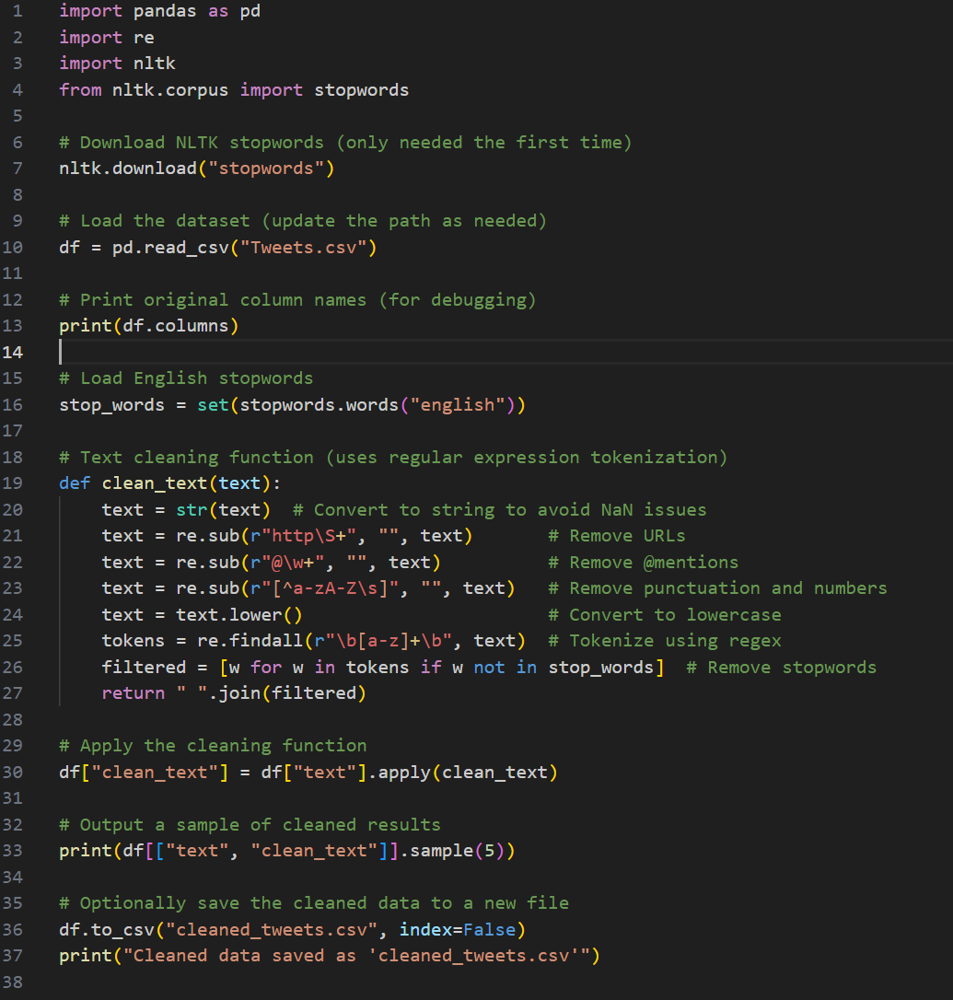 1 import pandas as pd
2 import re
3 import nltk
4 from nltk.corpus import stopwords
5
6 # Download NLTK stopwords (only needed the first time)
7 nltk.download("stopwords")
8
9 # Load the dataset (update the path as needed)
10 df = pd.read_csv("Tweets.csv")
11
12 # Print original column names (for debugging)
13 print(df.columns)
14
15 # Load English stopwords
16 stop_words = set(stopwords.words("english"))
17
18 # Text cleaning function (uses regular expression tokenization)
19 def clean_text(text):
20     text = str(text)  # Convert to string to avoid NaN issues
21     text = re.sub(r"http\S+", "", text)       # Remove URLs
22     text = re.sub(r"@\w+", "", text)          # Remove @mentions
23     text = re.sub(r"[^a-zA-Z\s]", "", text)   # Remove punctuation and numbers
24     text = text.lower()                       # Convert to lowercase
25     tokens = re.findall(r"\b[a-z]+\b", text)  # Tokenize using regex
26     filtered = [w for w in tokens if w not in stop_words]  # Remove stopwords
27     return " ".join(filtered)
28
29 # Apply the cleaning function
30 df["clean_text"] = df["text"].apply(clean_text)
31
32 # Output a sample of cleaned results
33 print(df[["text", "clean_text"]].sample(5))
34
35 # Optionally save the cleaned data to a new file
36 df.to_csv("cleaned_tweets.csv", index=False)
37 print("Cleaned data saved as 'cleaned_tweets.csv'")
38